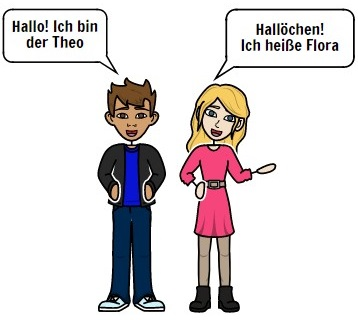 Hallo! Ich bin
der Theo
Hallöchen!
Ich heiße Flora